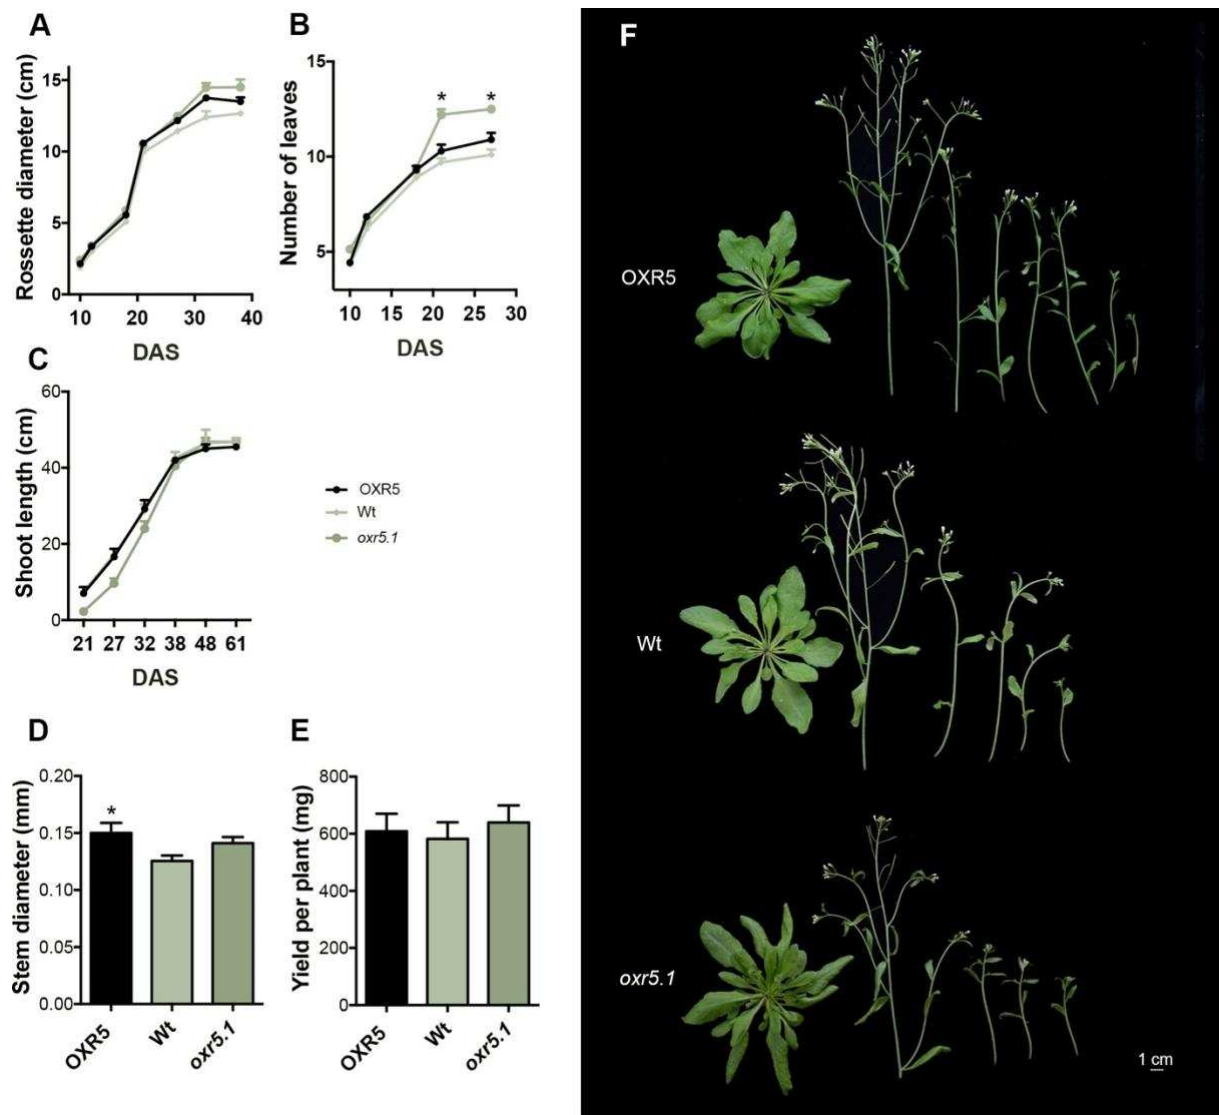 A
Rossette diameter (cm)
15
10
5
0
10 20 30 40
DAS
B
Number of leaves
15
10
5
* *
10 15 20 25 30
DAS
C
Shoot length (cm)
60
40
20
0
21 27 32 38 48 61
DAS
OXR5
Wt
oxr5.1
D
Stem diameter (mm)
0.20
0.15
0.10
0.05
0.00
*
OXR5 Wt oxr5.1
E
Yield per plant (mg)
800
600
400
200
0
OXR5 Wt oxr5.1
F
OXR5
Wt
oxr5.1
1 cm